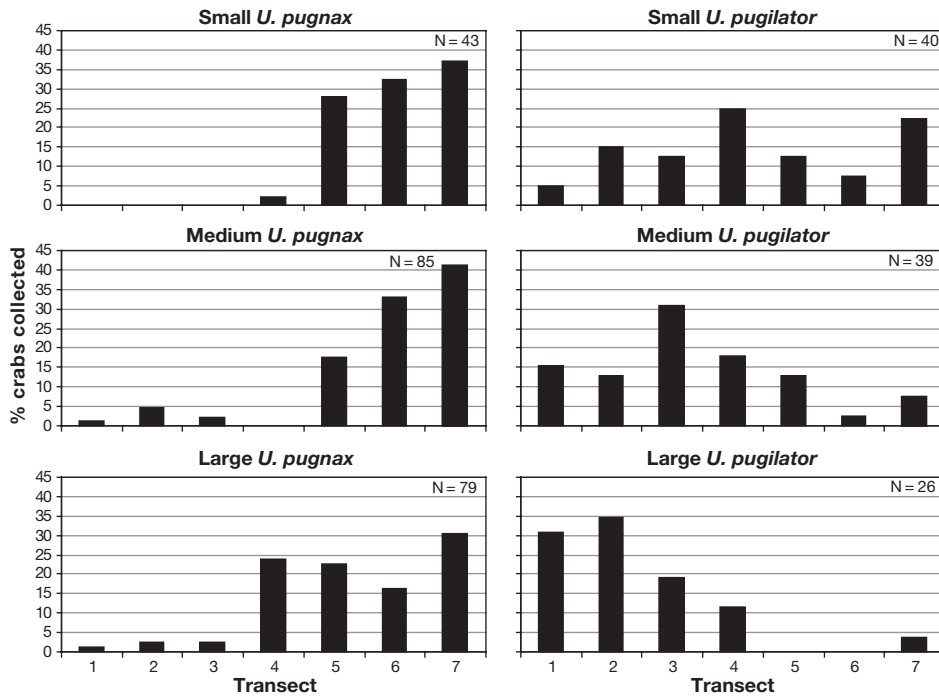 Small U. pugnax
N = 43
45
40
35
30
25
20
15
10
5
0
Small U. pugilator
N = 40
Medium U. pugnax
N = 85
45
40
35
30
25
20
15
10
5
0
Medium U. pugilator
N = 39
Large U. pugnax
N = 79
45
40
35
30
25
20
15
10
5
0
Large U. pugilator
N = 26
% crabs collected
1 2 3 4 5 6 7
Transect
1 2 3 4 5 6 7
Transect